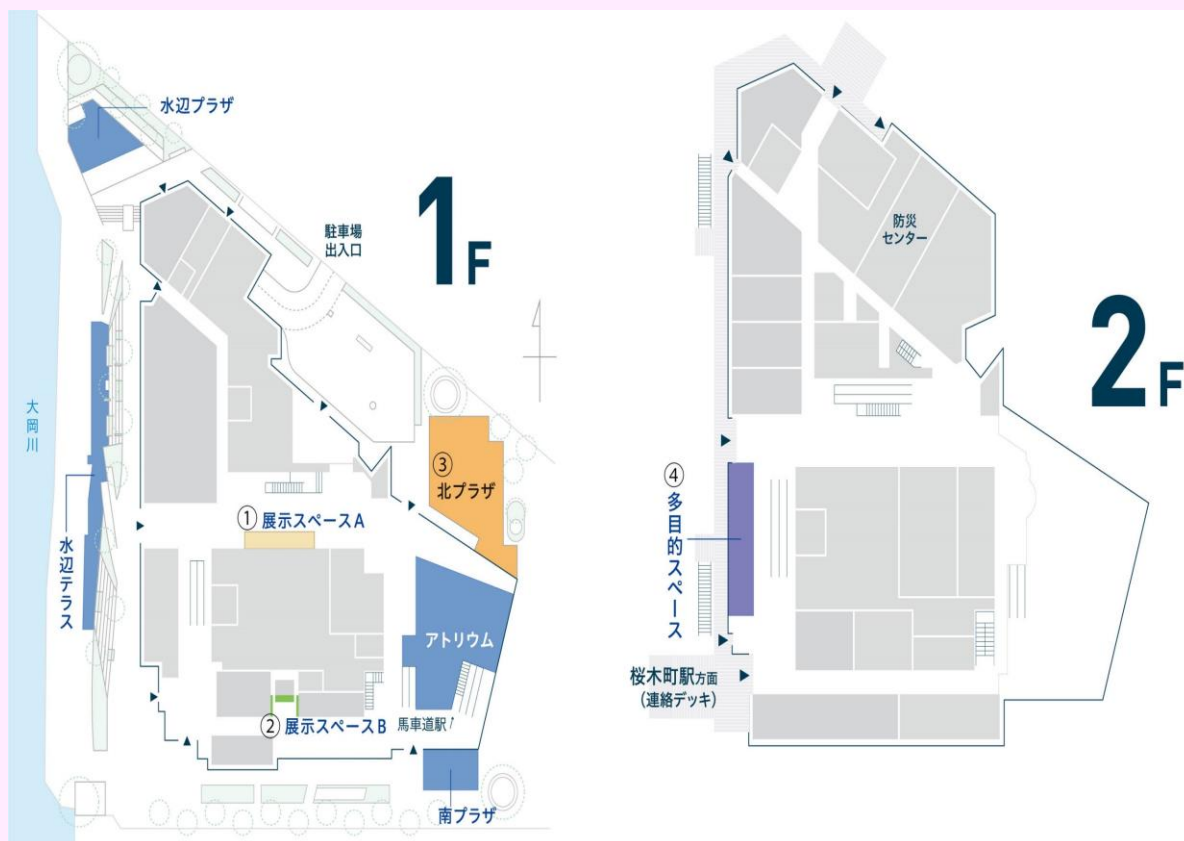 水辺プラザ
1F
駐車場
出入口
大岡川
③
北プラザ
① 展示スペースA
水辺テラス
アトリウム
② 展示スペースB
馬車道駅
南プラザ
2F
防災
センター
④多目的スペース
桜木町駅方面
(連絡デッキ)